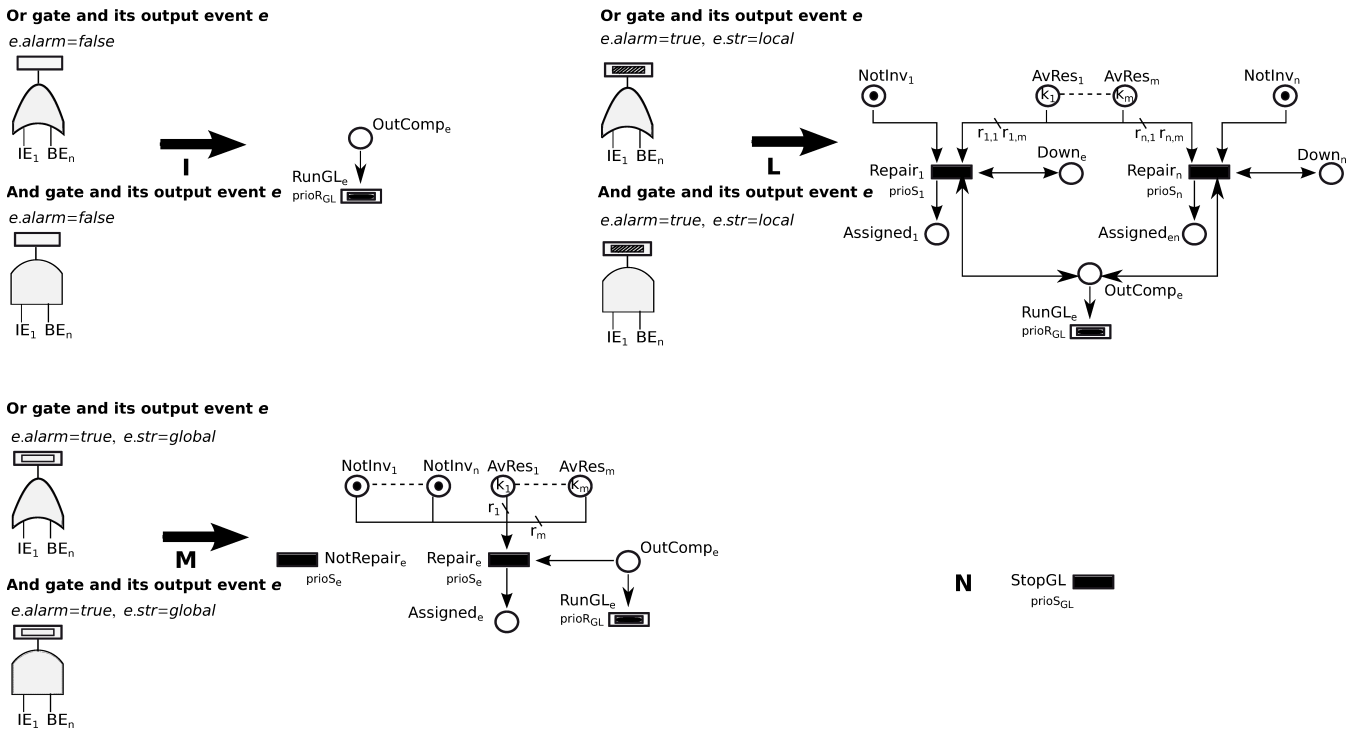 Or gate and its output event e
e.alarm=false
IE1 BEn
And gate and its output event e
e.alarm=false
IE1 BEn
I
OutCompe
RunGLe
prioRGL
Or gate and its output event e
e.alarm=true, e.str=local
IE1 BEn
And gate and its output event e
e.alarm=true, e.str=local
IE1 BEn
L
NotInv1 AvRes1 AvResm NotInvn
k1 km
r1,1 r1,m rn,1 rn,m
Downe Downn
Repair1 Repairn
prioS1 prioSn
Assigned1 Assigneden
OutCompe
RunGLe
prioRGL
Or gate and its output event e
e.alarm=true, e.str=global
IE1 BEn
And gate and its output event e
e.alarm=true, e.str=global
IE1 BEn
M
NotInv1 NotInvn AvRes1 AvResm
k1 km
r1
rm
NotRepaire Repaire OutCompe
prioSe prioSe
Assignede RunGLe
prioRGL
N StopGL
prioSGL